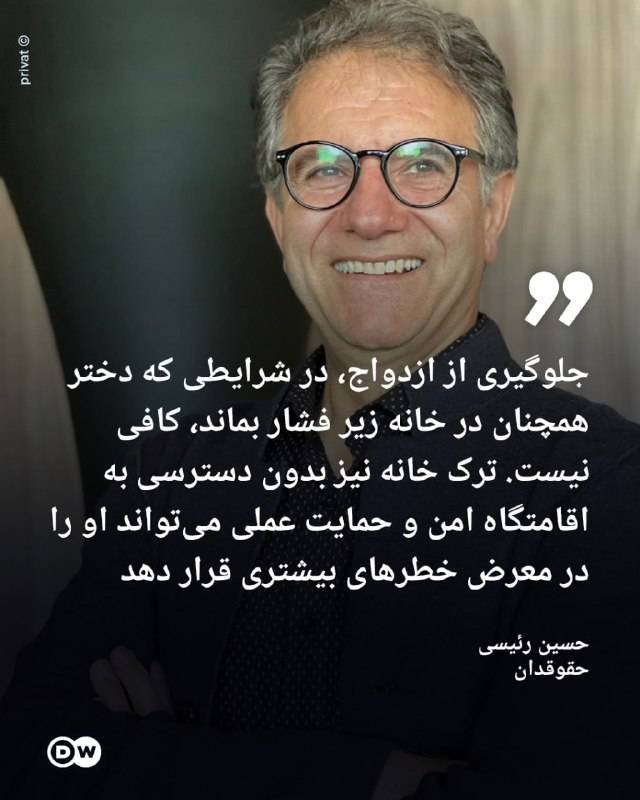 privat ©
”
جلوگیری از ازدواج، در شرایطی که دختر
همچنان در خانه زیر فشار بماند، کافی
نیست. ترک خانه نیز بدون دسترسی به
اقامتگاه امن و حمایت عملی می‌تواند او را
در معرض خطرهای بیشتری قرار دهد
حسین رئیسی
حقوقدان
DW